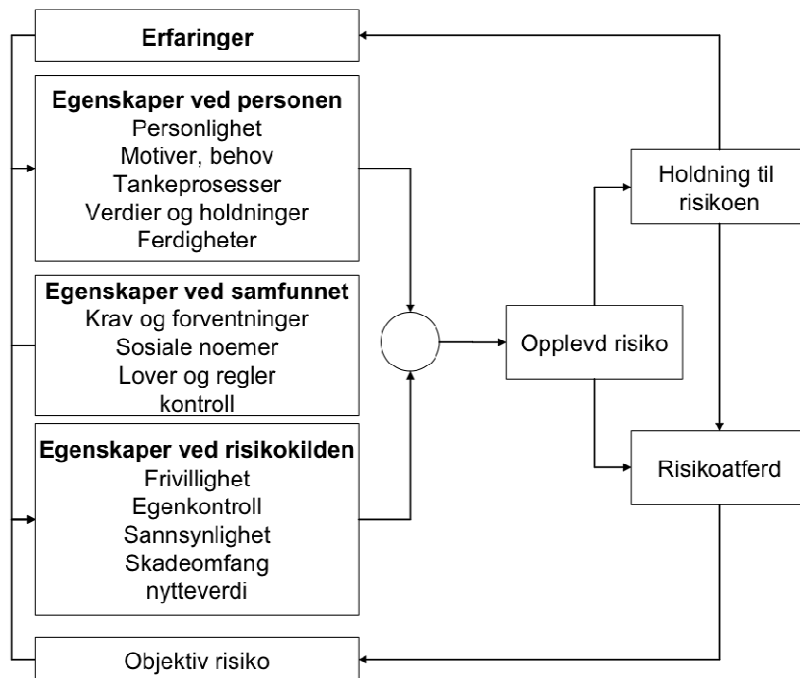 Erfaringer
Egenskaper ved personen
Personlighet
Motiver, behov
Tankeprosesser
Verdier og holdninger
Ferdigheter
Egenskaper ved samfunnet
Krav og forventninger
Sosiale noemer
Lover og regler
kontroll
Egenskaper ved risikokilden
Frivillighet
Egenkontroll
Sannsynlighet
Skadeomfang
nytteverdi
Objektiv risiko
Opplevd risiko
Holdning til
risikoen
Risikoatferd